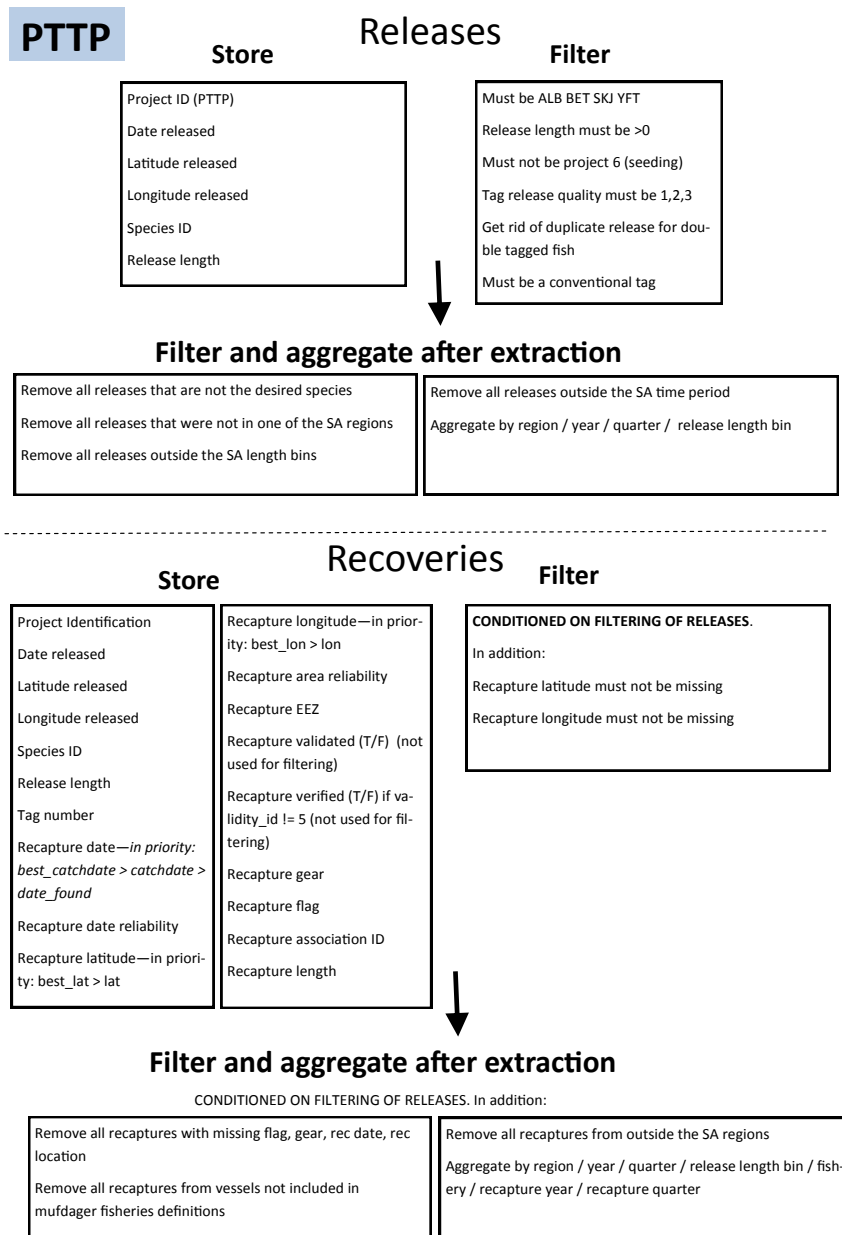 PTTP
Releases
Store
Project ID (PTTP)
Date released
Latitude released
Longitude released
Species ID
Release length
Filter
Must be ALB BET SKJ YFT
Release length must be >0
Must not be project 6 (seeding)
Tag release quality must be 1,2,3
Get rid of duplicate release for dou-
ble tagged fish
Must be a conventional tag
Filter and aggregate after extraction
Remove all releases that are not the desired species
Remove all releases that were not in one of the SA regions
Remove all releases outside the SA length bins
Remove all releases outside the SA time period
Aggregate by region / year / quarter /  release length bin
Recoveries
Store
Project Identification
Date released
Latitude released
Longitude released
Species ID
Release length
Tag number
Recapture date—in priority:
best_catchdate > catchdate >
date_found
Recapture date reliability
Recapture latitude—in priori-
ty: best_lat > lat
Recapture longitude—in prior-
ity: best_lon > lon
Recapture area reliability
Recapture EEZ
Recapture validated (T/F)  (not
used for filtering)
Recapture verified (T/F) if va-
lidity_id != 5 (not used for fil-
tering)
Recapture gear
Recapture flag
Recapture association ID
Recapture length
Filter
CONDITIONED ON FILTERING OF RELEASES.
In addition:
Recapture latitude must not be missing
Recapture longitude must not be missing
Filter and aggregate after extraction
CONDITIONED ON FILTERING OF RELEASES. In addition:
Remove all recaptures with missing flag, gear, rec date, rec
location
Remove all recaptures from vessels not included in
mufdager fisheries definitions
Remove all recaptures from outside the SA regions
Aggregate by region / year / quarter / release length bin / fish-
ery / recapture year / recapture quarter